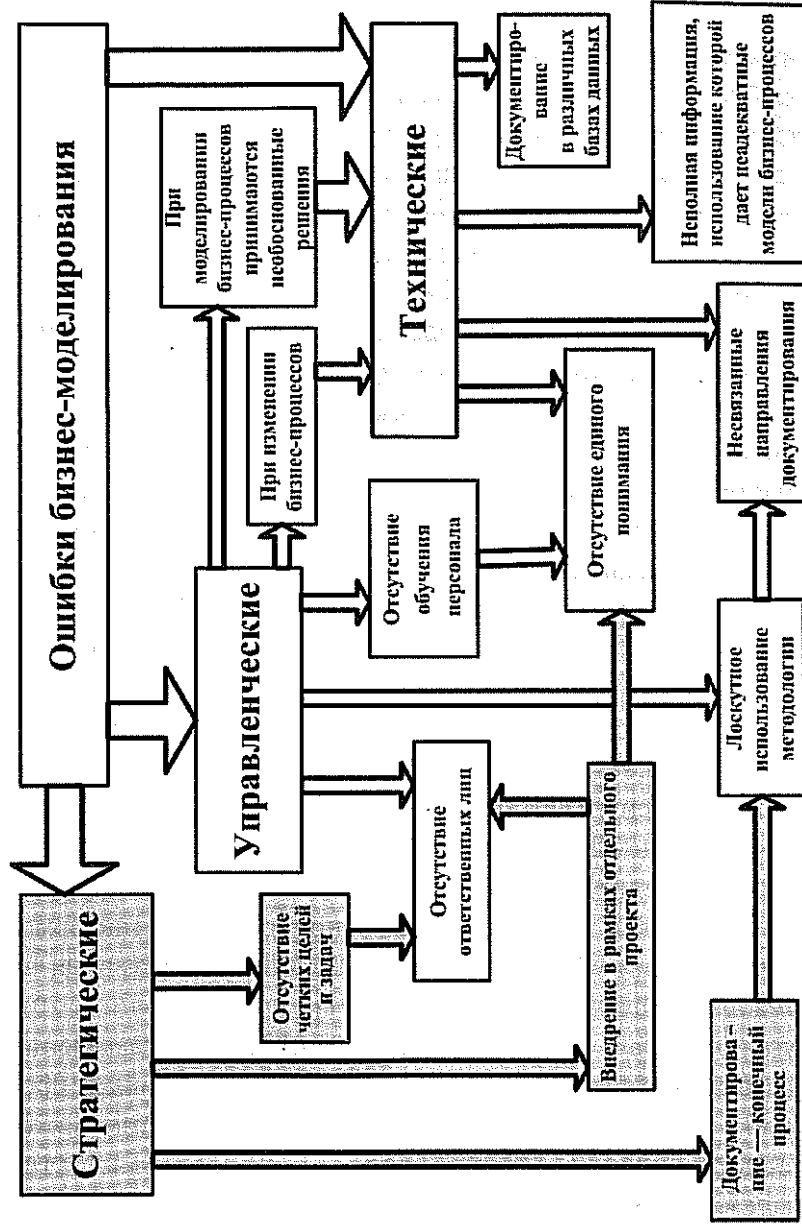 Ошибки бизнес-моделирования
Стратегические
Управленческие
При
моделировании
бизнес-процессов
принимаются
необоснованные
решения
При изменении
бизнес-процессов
Технические
Отсутствие
четких целей
и задач
Отсутствие
ответственных лиц
Отсутствие
обучения
персонала
Документиро-
вание
в различных
базах данных
Внедрение в рамках отдельного
проекта
Отсутствие единого
понимания
Документирова –
ние — конечный
процесс
Лоскутное
использование
методологии
Несвязанные
направления
документирования
Неполная информация,
использование которой
дает неадекватные
модели бизнес-процессов